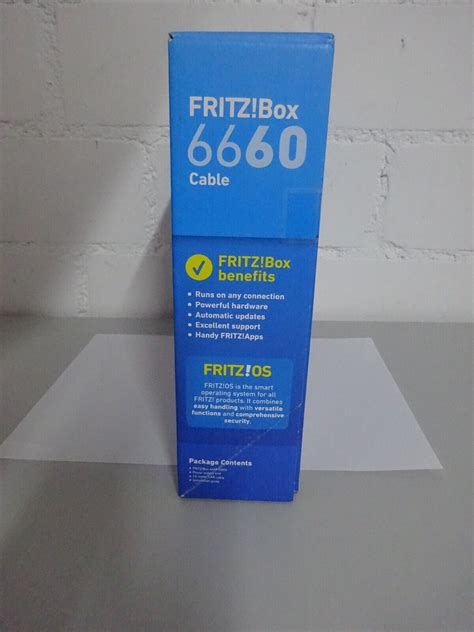 FRITZ!Box
6660
Cable
FRITZ!Box
benefits
• Runs on any connection
• Powerful hardware
• Automatic updates
• Excellent support
• Handy FRITZ!Apps
FRITZ!OS
FRITZ!OS is the smart
operating system for all
FRITZ! products. It combines
easy handling with versatile
functions and comprehensive
security.
Package Contents